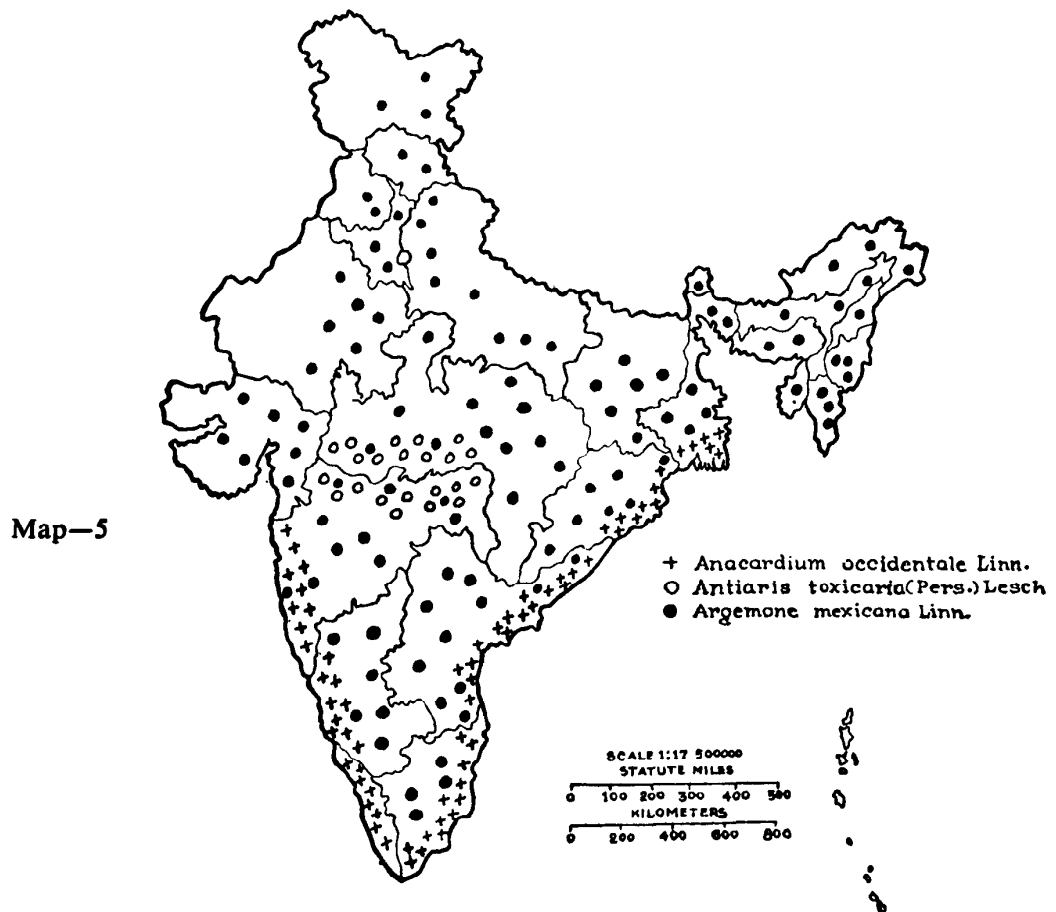 Map—5
+ Anacardium occidentale Linn.
o Antiaris toxicaria(Pers.)Lesch
● Argemone mexicana Linn.
SCALE 1:17 500000
STATUTE MILES
0 100 200 300 400 500
KILOMETERS
0 200 400 600 800